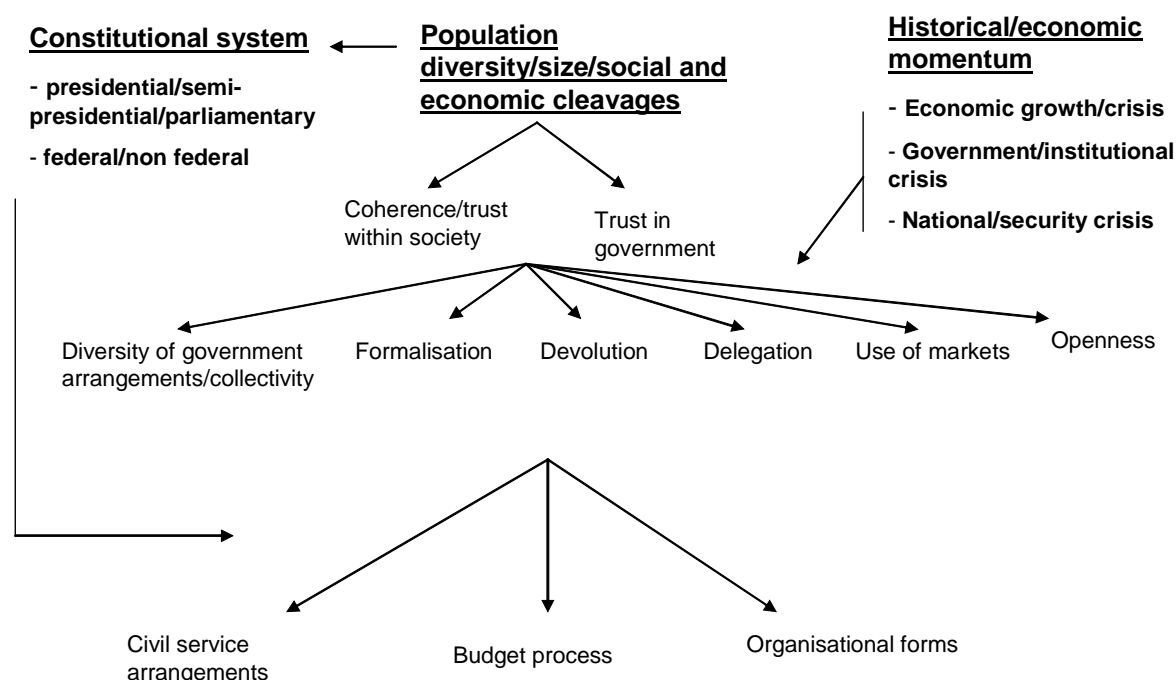 Constitutional system
- presidential/semi-
presidential/parliamentary
- federal/non federal
Population
diversity/size/social and
economic cleavages
Historical/economic
momentum
- Economic growth/crisis
- Government/institutional
crisis
- National/security crisis
Coherence/trust
within society
Trust in
government
Diversity of government
arrangements/collectivity
Formalisation
Devolution
Delegation
Use of markets
Openness
Civil service
arrangements
Budget process
Organisational forms